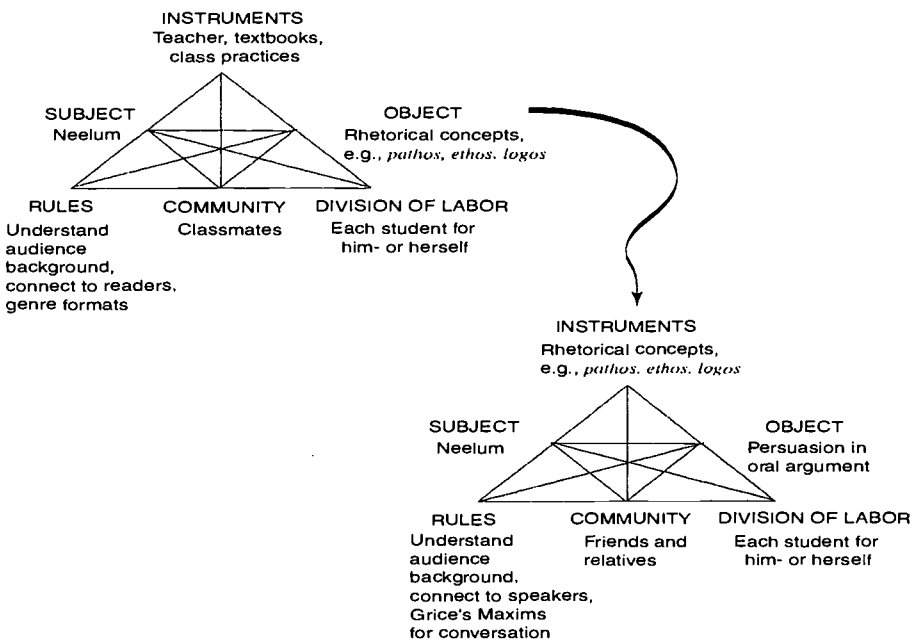 INSTRUMENTS
Teacher, textbooks,
class practices
SUBJECT
Neelum
OBJECT
Rhetorical concepts,
e.g., pathos, ethos. logos
RULES
Understand
audience
background,
connect to readers,
genre formats
COMMUNITY
Classmates
DIVISION OF LABOR
Each student for
him- or herself
INSTRUMENTS
Rhetorical concepts,
e.g., pathos. ethos. logos
SUBJECT
Neelum
OBJECT
Persuasion in
oral argument
RULES
Understand
audience
background,
connect to speakers,
Grice's Maxims
for conversation
COMMUNITY
Friends and
relatives
DIVISION OF LABOR
Each student for
him- or herself